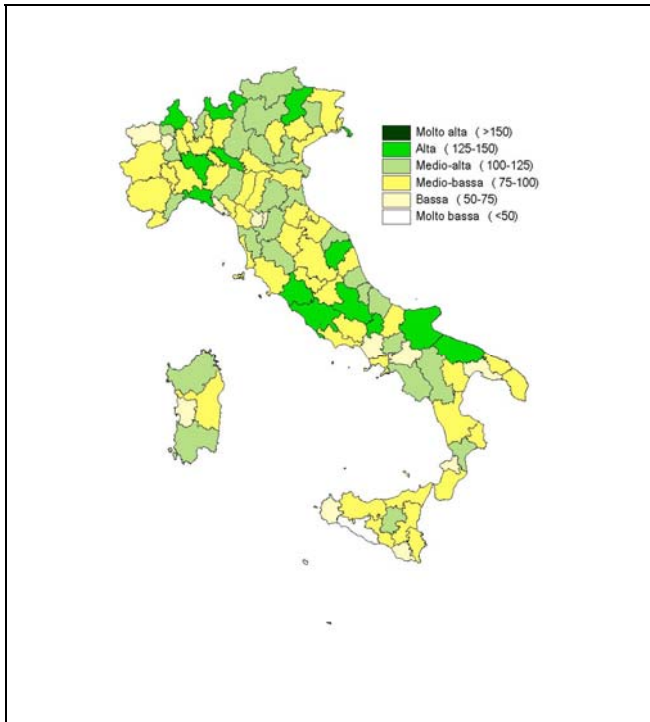 Molto alta ( >150)
Alta ( 125-150)
Medio-alta ( 100-125)
Medio-bassa ( 75-100)
Bassa ( 50-75)
Molto bassa ( <50)